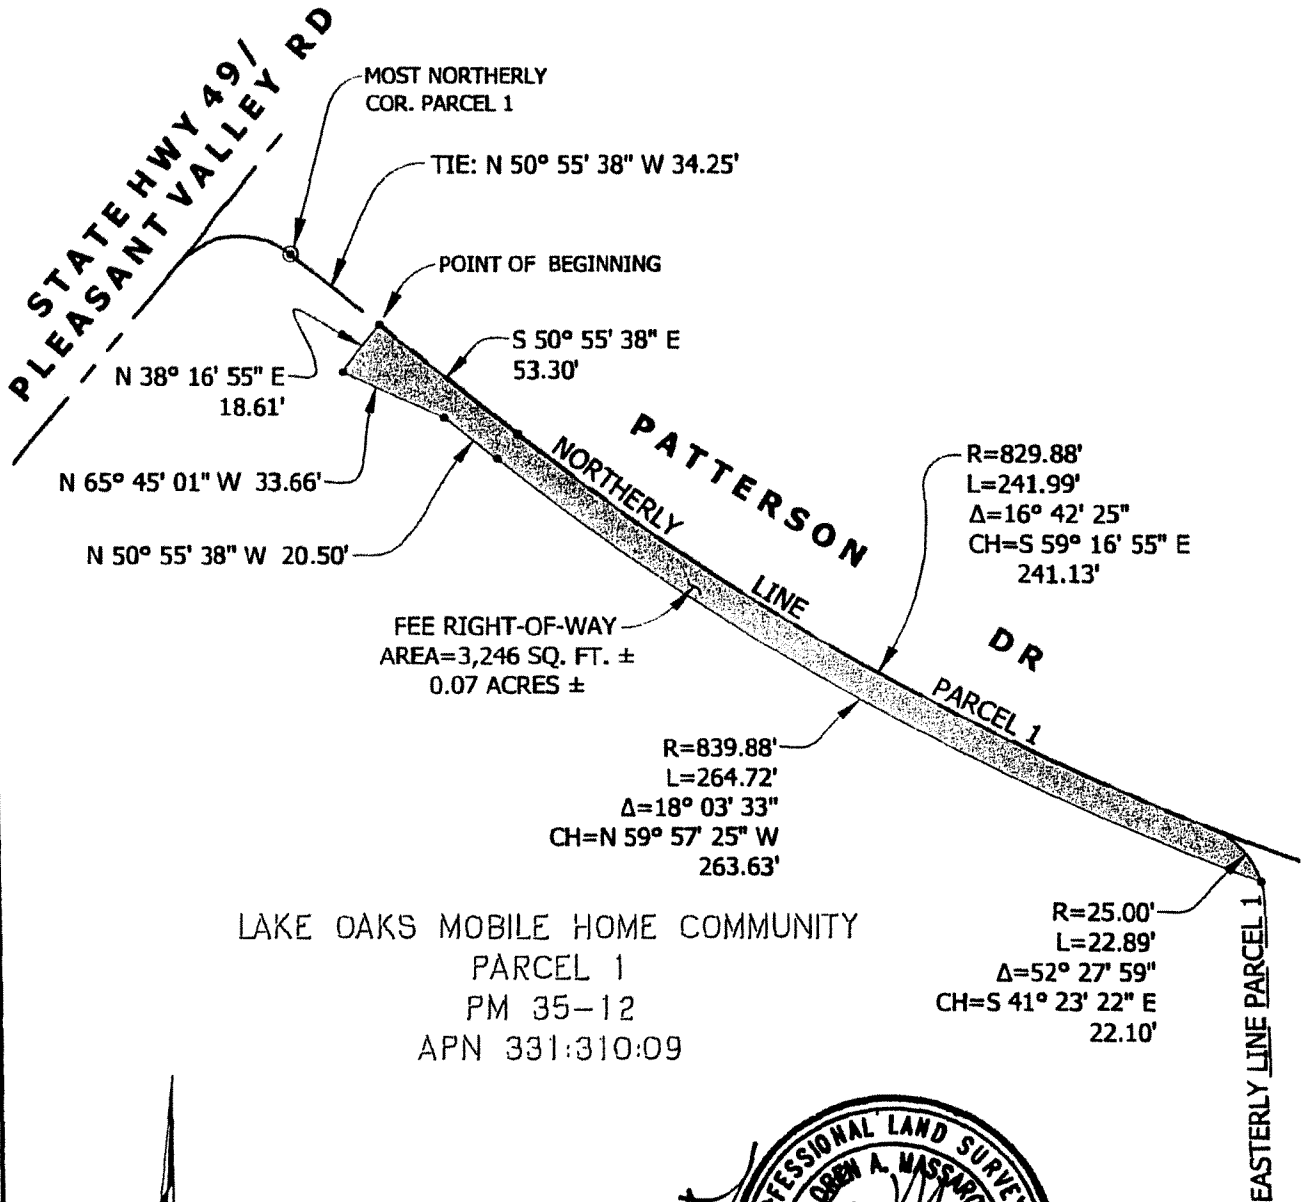 STATE HWY 49/
PLEASANT VALLEY RD
MOST NORTHERLY
COR. PARCEL 1
TIE: N 50° 55' 38" W 34.25'
POINT OF BEGINNING
S 50° 55' 38" E
53.30'
N 38° 16' 55" E
18.61'
N 65° 45' 01" W 33.66'
N 50° 55' 38" W 20.50'
PATTERSON DR
NORTHERLY LINE PARCEL 1
R=829.88'
L=241.99'
Δ=16° 42' 25"
CH=S 59° 16' 55" E
241.13'
FEE RIGHT-OF-WAY
AREA=3,246 SQ. FT. ±
0.07 ACRES ±
R=839.88'
L=264.72'
Δ=18° 03' 33"
CH=N 59° 57' 25" W
263.63'
R=25.00'
L=22.89'
Δ=52° 27' 59"
CH=S 41° 23' 22" E
22.10'
EASTERLY LINE PARCEL 1
LAKE OAKS MOBILE HOME COMMUNITY
PARCEL 1
PM 35-12
APN 331:310:09
LAND
A.